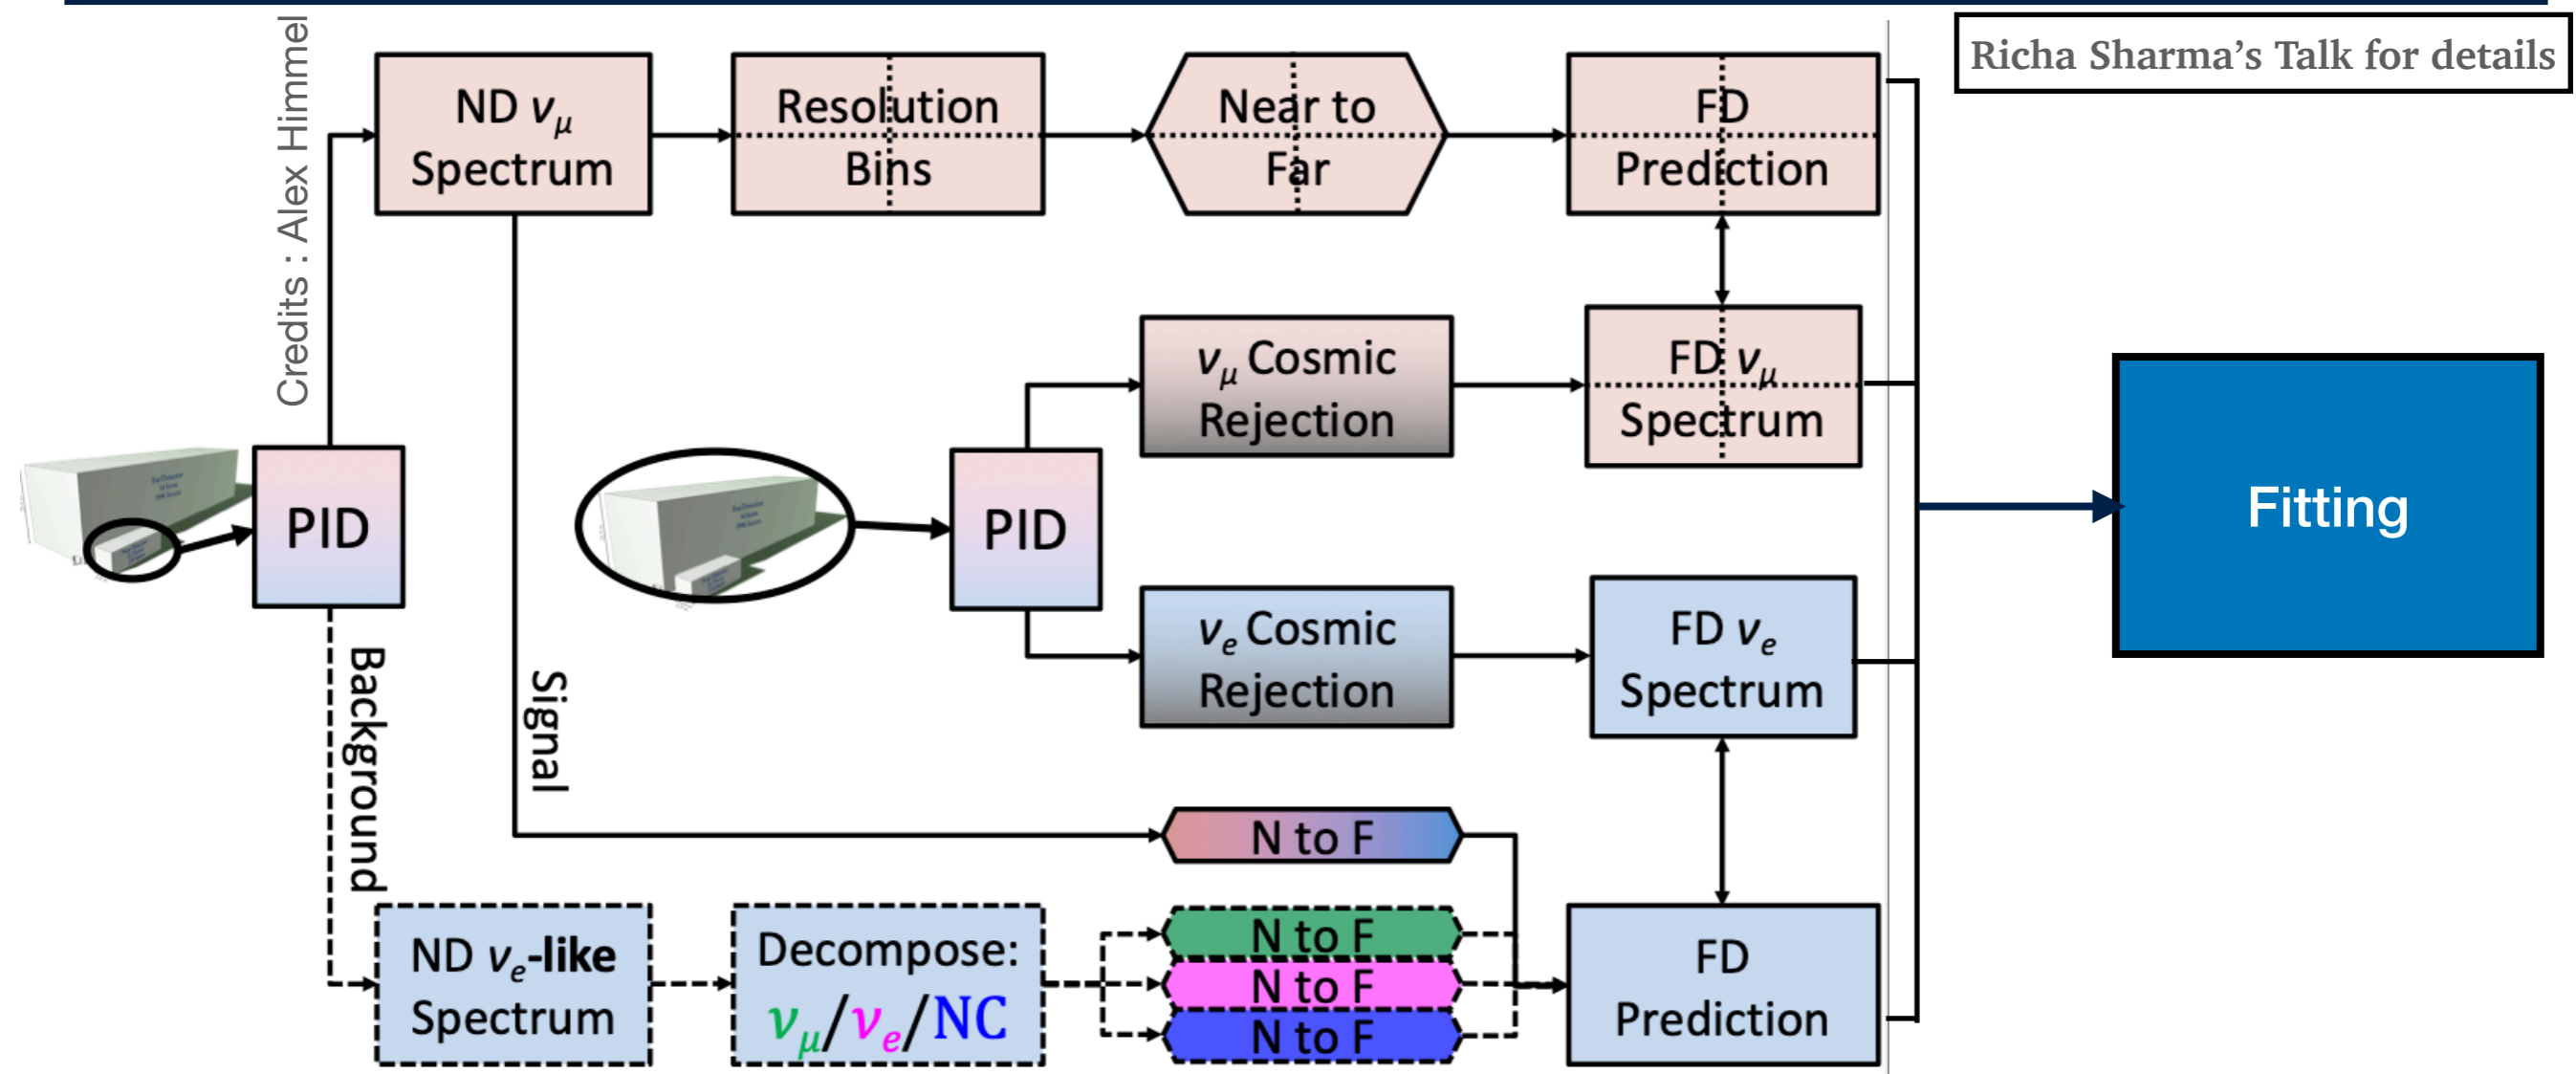 Richa Sharma's Talk for details
Credits : Alex Himmel
ND νμ
Spectrum
Resolution
Bins
Near to
Far
FD
Prediction
νμ Cosmic
Rejection
FD νμ
Spectrum
PID
PID
Fitting
νe Cosmic
Rejection
FD νe
Spectrum
Background
Signal
N to F
ND νe-like
Spectrum
Decompose:
νμ/νe/NC
N to F
N to F
N to F
FD
Prediction